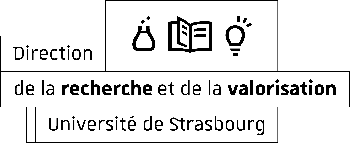 Direction
de la recherche et de la valorisation
Université de Strasbourg